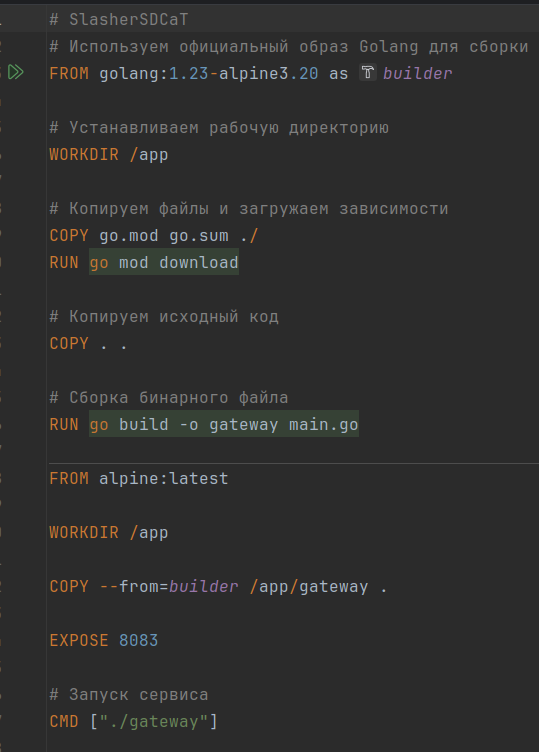 # SlasherSDCaT
# Используем официальный образ Golang для сборки
FROM golang:1.23-alpine3.20 as builder
# Устанавливаем рабочую директорию
WORKDIR /app
# Копируем файлы и загружаем зависимости
COPY go.mod go.sum ./
RUN go mod download
# Копируем исходный код
COPY . .
# Сборка бинарного файла
RUN go build -o gateway main.go
FROM alpine:latest
WORKDIR /app
COPY --from=builder /app/gateway .
EXPOSE 8083
# Запуск сервиса
CMD ["./gateway"]